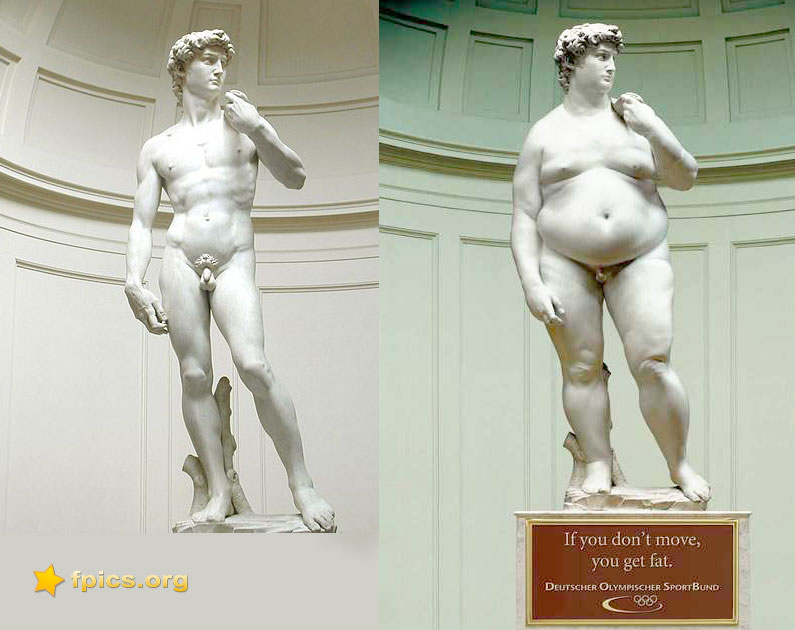 If you don't move,
you get fat.
DEUTSCHER OLYMPISCHER SPORTBUND
fpics.org